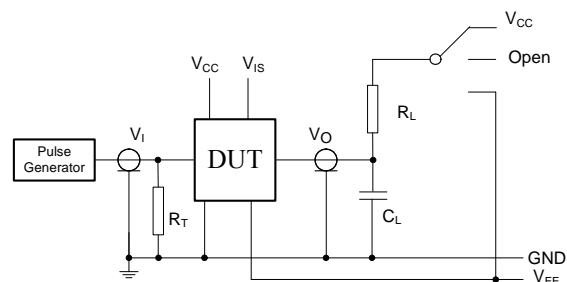 V_CC
Open
V_CC V_IS
R_L
V_I
V_O
Pulse
Generator
DUT
R_T
C_L
GND
V_EE